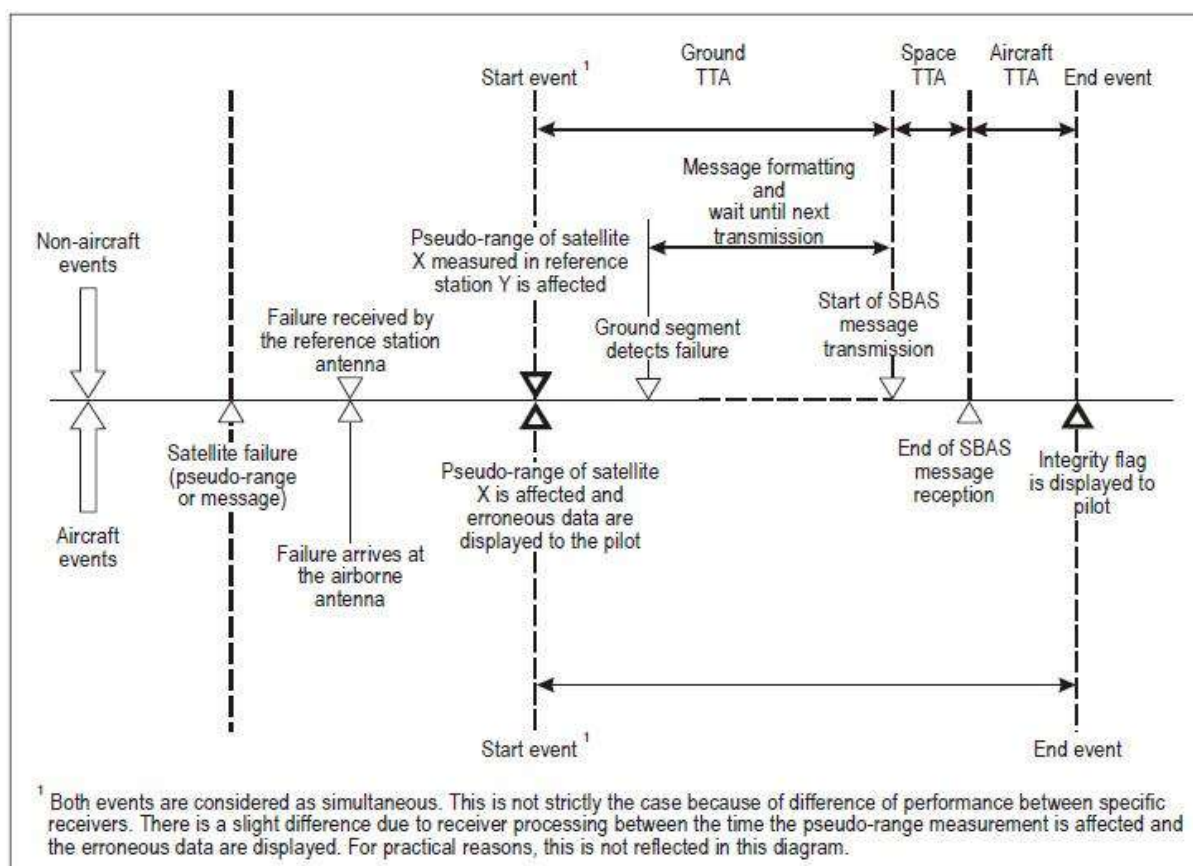 Start event 1
Ground
TTA
Space
TTA
Aircraft
TTA
End event
Message formatting
and
wait until next
transmission
Non-aircraft
events
Pseudo-range of satellite
X measured in reference
station Y is affected
Failure received by
the reference station
antenna
Ground segment
detects failure
Start of SBAS
message
transmission
Satellite failure
(pseudo-range
or message)
Aircraft
events
Failure arrives at
the airborne
antenna
Pseudo-range of satellite
X is affected and
erroneous data are
displayed to the pilot
End of SBAS
message
reception
Integrity flag
is displayed to
pilot
Start event 1
End event
1 Both events are considered as simultaneous. This is not strictly the case because of difference of performance between specific
receivers. There is a slight difference due to receiver processing between the time the pseudo-range measurement is affected and
the erroneous data are displayed. For practical reasons, this is not reflected in this diagram.